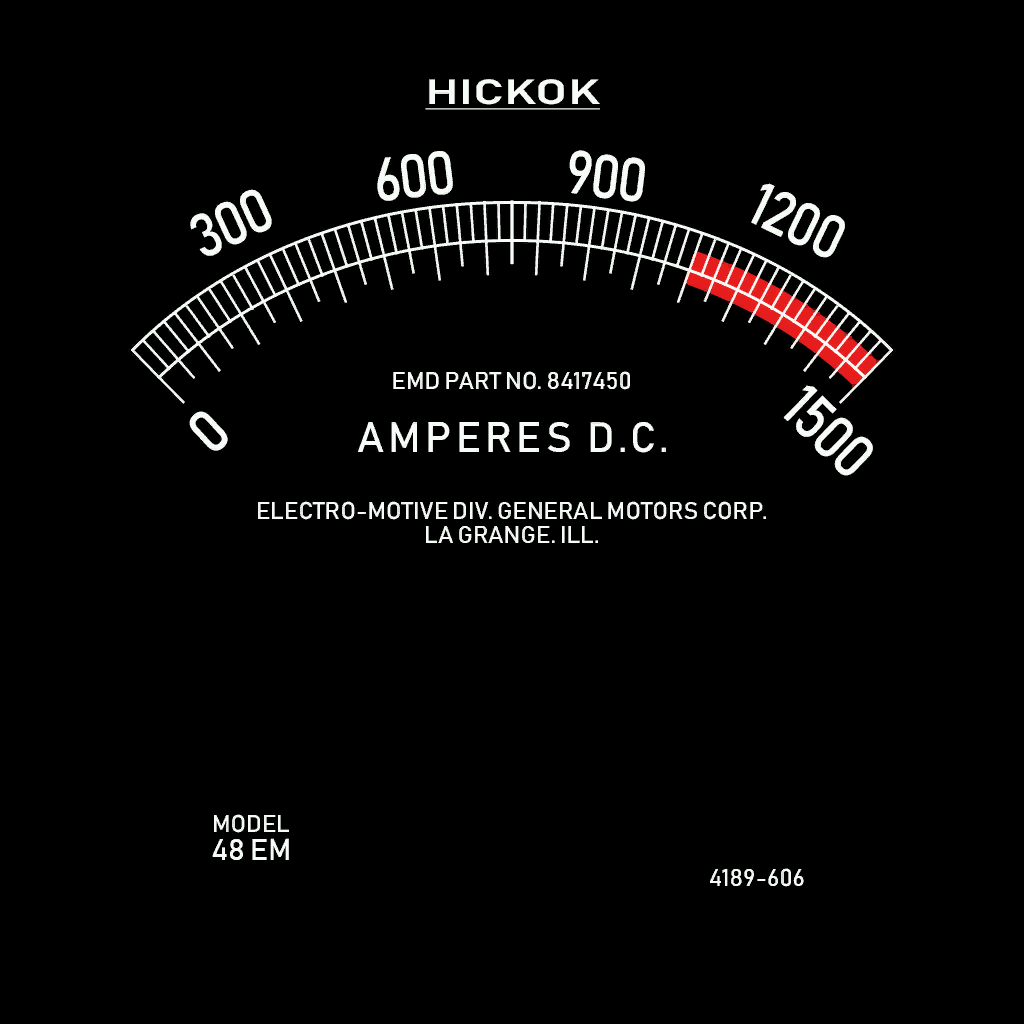 HICKOK
0 300 600 900 1200 1500
EMD PART NO. 8417450
AMPERES D.C.
ELECTRO-MOTIVE DIV. GENERAL MOTORS CORP.
LA GRANGE. ILL.
MODEL
48 EM
4189-606